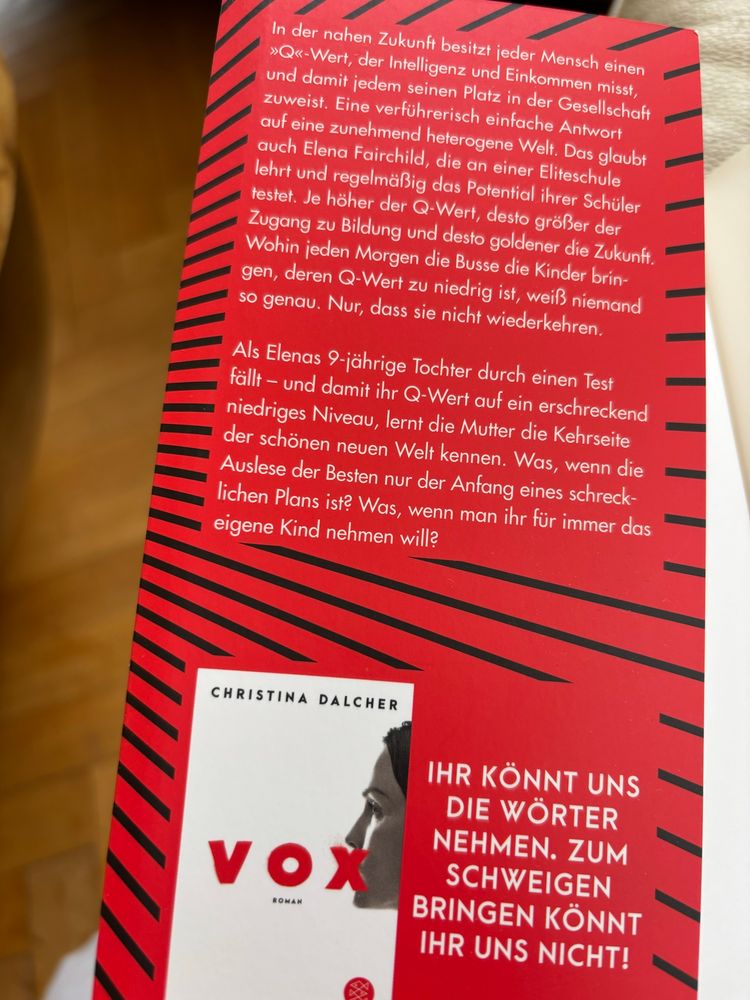 In der nahen Zukunft besitzt jeder Mensch einen
»Q«-Wert, der Intelligenz und Einkommen misst,
und damit jedem seinen Platz in der Gesellschaft
zuweist. Eine verführerisch einfache Antwort
auf eine zunehmend heterogene Welt. Das glaubt
auch Elena Fairchild, die an einer Eliteschule
lehrt und regelmäßig das Potential ihrer Schüler
testet. Je höher der Q-Wert, desto größer der
Zugang zu Bildung und desto goldener die Zukunft.
Wohin jeden Morgen die Busse die Kinder brin-
gen, deren Q-Wert zu niedrig ist, weiß niemand
so genau. Nur, dass sie nicht wiederkehren.
Als Elenas 9-jährige Tochter durch einen Test
fällt – und damit ihr Q-Wert auf ein erschreckend
niedriges Niveau, lernt die Mutter die Kehrseite
der schönen neuen Welt kennen. Was, wenn die
Auslese der Besten nur der Anfang eines schreck-
lichen Plans ist? Was, wenn man ihr für immer das
eigene Kind nehmen will?
CHRISTINA DALCHER
VOX
ROMAN
IHR KÖNNT UNS
DIE WÖRTER
NEHMEN. ZUM
SCHWEIGEN
BRINGEN KÖNNT
IHR UNS NICHT!